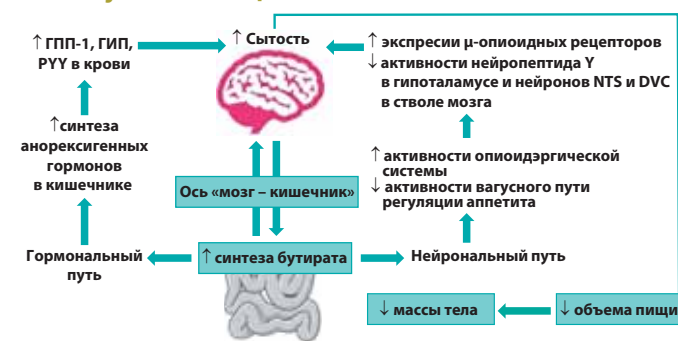 ↑ ГПП-1, ГИП,
PYY в крови
↑ Сытость
↑ экспресии μ-опиоидных рецепторов
↓ активности нейропептида Y
в гипоталамусе и нейронов NTS и DVC
в стволе мозга
↑синтеза
анорексигенных
гормонов
в кишечнике
↑ активности опиоидэргической
системы
↓ активности вагусного пути
регуляции аппетита
Ось «мозг – кишечник»
Гормональный
путь
↑ синтеза бутирата
Нейрональный путь
↓ массы тела
↓ объема пищи